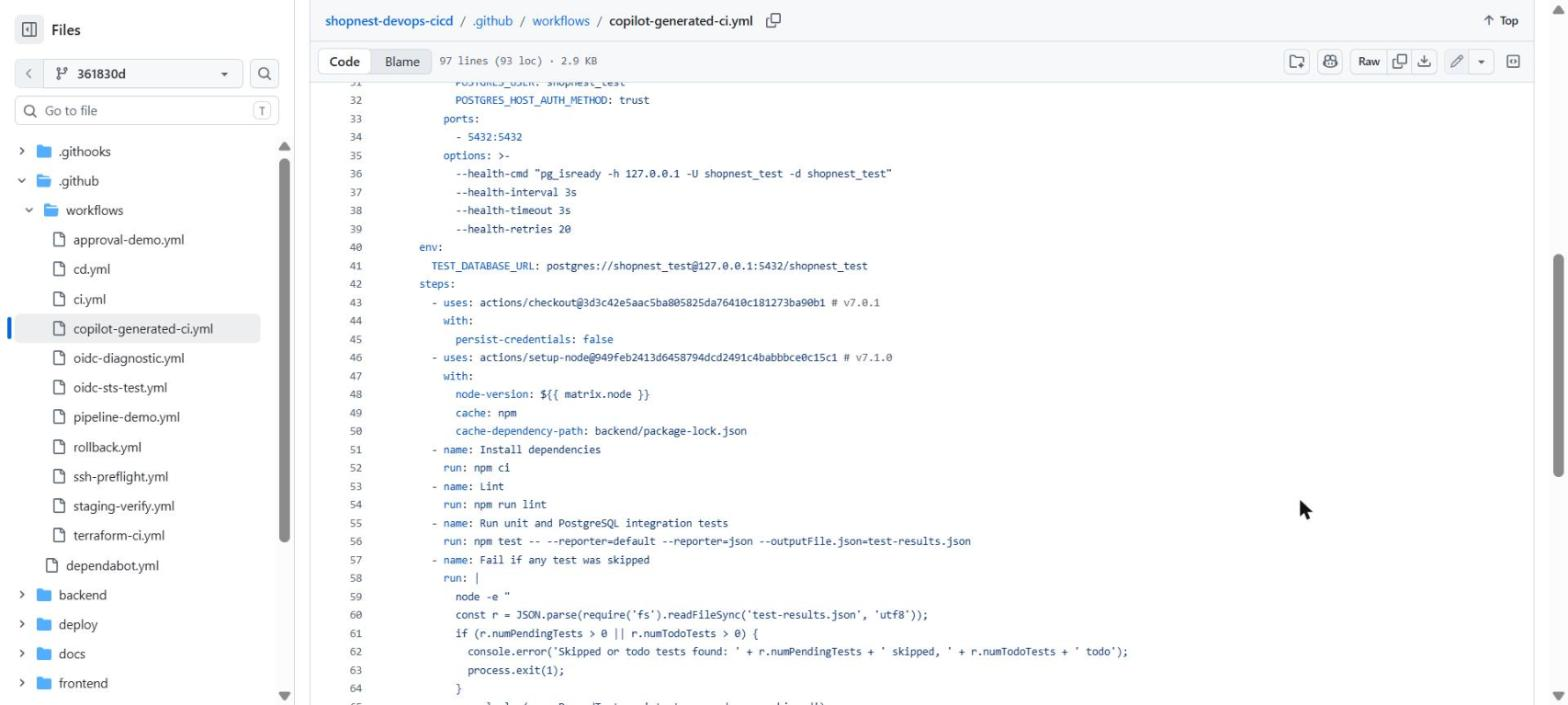 Files
361830d
Go to file
T
.githooks
.github
workflows
approval-demo.yml
cd.yml
ci.yml
copilot-generated-ci.yml
oidc-diagnostic.yml
oidc-sts-test.yml
pipeline-demo.yml
rollback.yml
ssh-preflight.yml
staging-verify.yml
terraform-ci.yml
dependabot.yml
backend
deploy
docs
frontend
shopnest-devops-cicd / .github / workflows / copilot-generated-ci.yml
Top
Code Blame 97 lines (93 loc) · 2.9 KB
Raw
31 POSTGRES_USER: shopnest_test
32 POSTGRES_HOST_AUTH_METHOD: trust
33 ports:
34 - 5432:5432
35 options: >-
36 --health-cmd "pg_isready -h 127.0.0.1 -U shopnest_test -d shopnest_test"
37 --health-interval 3s
38 --health-timeout 3s
39 --health-retries 20
40 env:
41 TEST_DATABASE_URL: postgres://shopnest_test@127.0.0.1:5432/shopnest_test
42 steps:
43 - uses: actions/checkout@3d3c42e5aac5ba805825da76410c181273ba90b1 # v7.0.1
44 with:
45 persist-credentials: false
46 - uses: actions/setup-node@949feb2413d6458794dcd2491c4babbbce0c15c1 # v7.1.0
47 with:
48 node-version: ${{ matrix.node }}
49 cache: npm
50 cache-dependency-path: backend/package-lock.json
51 - name: Install dependencies
52 run: npm ci
53 - name: Lint
54 run: npm run lint
55 - name: Run unit and PostgreSQL integration tests
56 run: npm test -- --reporter=default --reporter=json --outputFile.json=test-results.json
57 - name: Fail if any test was skipped
58 run: |
59 node -e "
60 const r = JSON.parse(require('fs').readFileSync('test-results.json', 'utf8'));
61 if (r.numPendingTests > 0 || r.numTodoTests > 0) {
62 console.error('Skipped or todo tests found: ' + r.numPendingTests + ' skipped, ' + r.numTodoTests + ' todo');
63 process.exit(1);
64 }